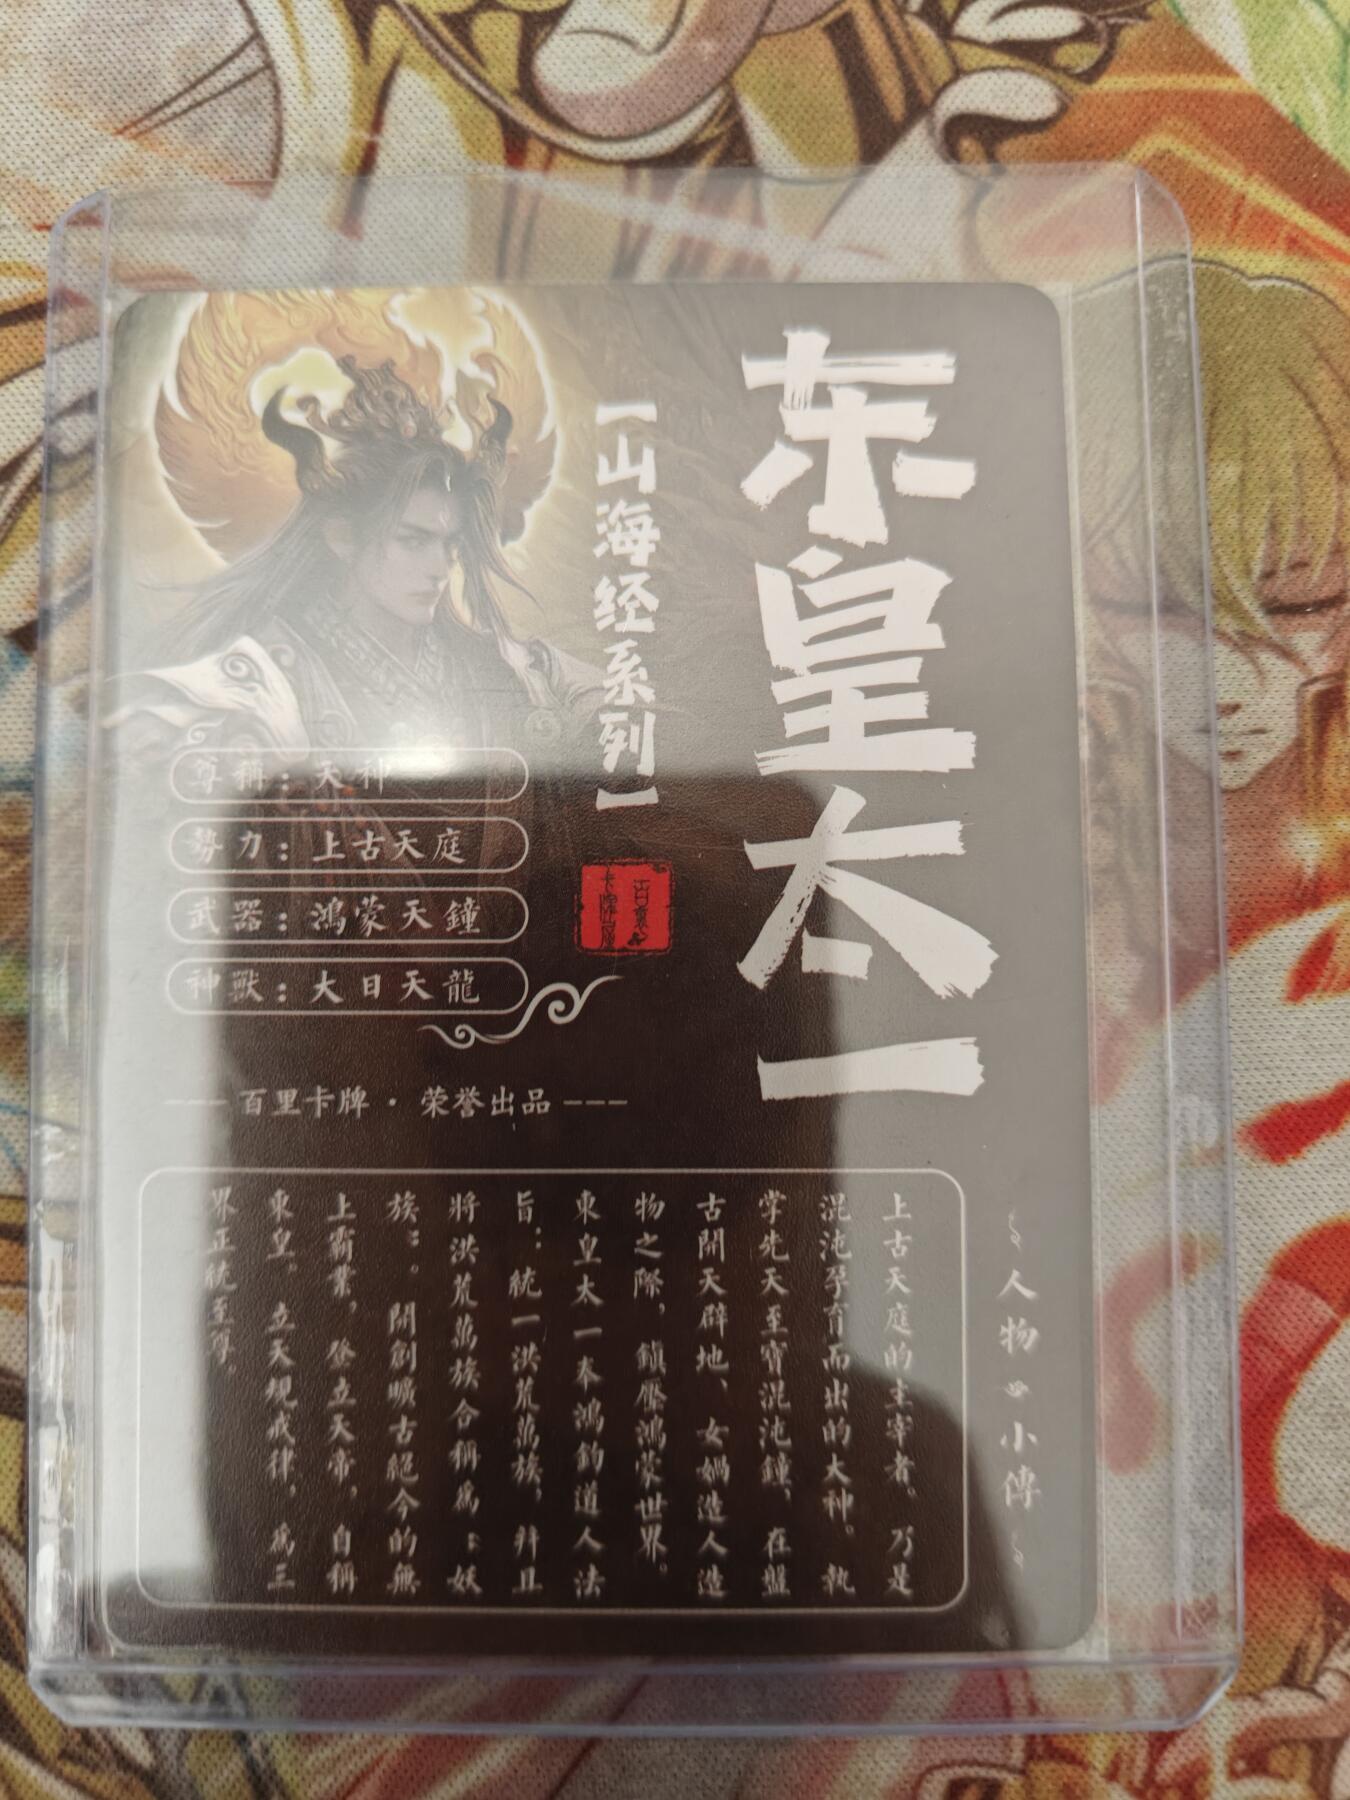 东皇太一
【山海经系列】
百里
卡牌屋
尊稱：天神
勢力：上古天庭
武器：鴻蒙天鐘
神獸：大日天龍
--- 百里卡牌 · 荣誉出品 ---
人物小傳
上古天庭的主宰者。乃是
混沌孕育而出的大神。執
掌先天至寶混沌鐘，在盤
古開天辟地、女媧造人造
物之際，鎮壓鴻蒙世界。
東皇太一奉鴻鈞道人法
旨：統一洪荒萬族，并且
將洪荒萬族合稱爲：妖
族：。開創曠古絕今的無
上霸業，登立天帝，自稱
東皇。立天規戒律，爲三
界正統至尊。